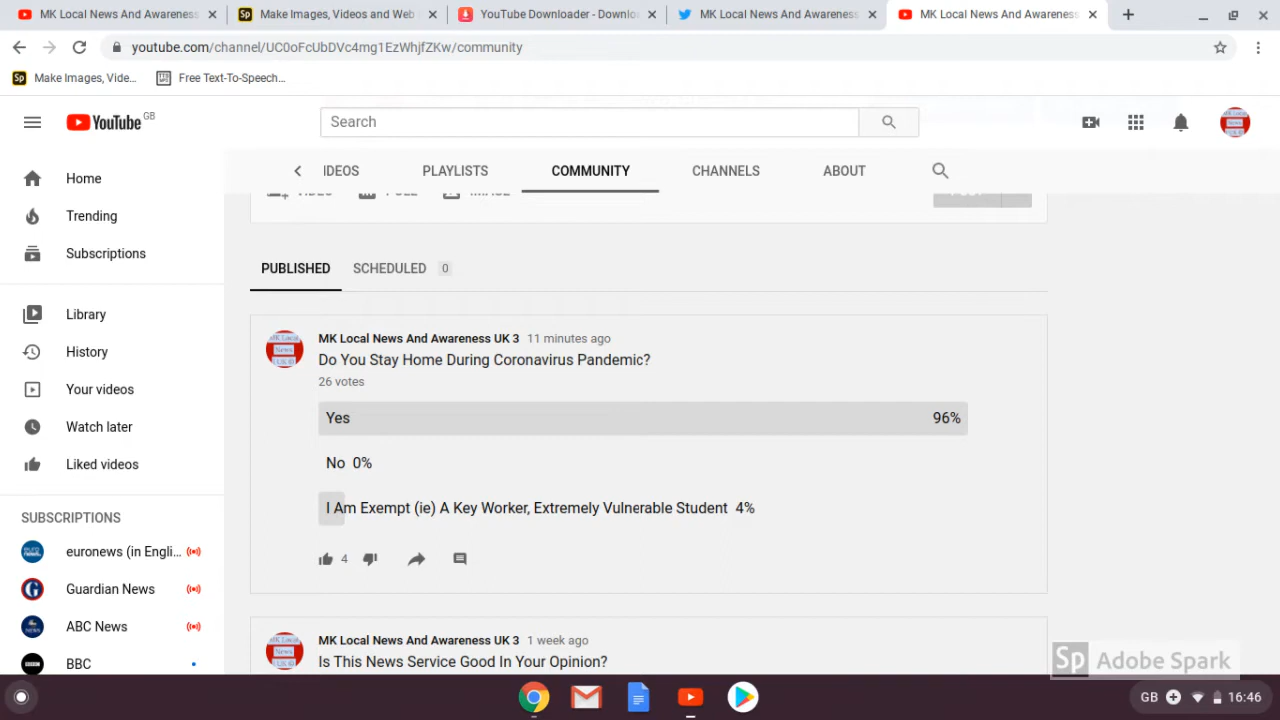 MK Local News And Awareness
Make Images, Videos and Web
YouTube Downloader - Downlo
MK Local News And Awareness
MK Local News And Awareness
youtube.com/channel/UC0oFcUbDVc4mg1EzWhjfZKw/community
Sp Make Images, Vide...
Free Text-To-Speech...
YouTube GB
Search
IDEOS
PLAYLISTS
COMMUNITY
CHANNELS
ABOUT
Home
Trending
Subscriptions
Library
History
Your videos
Watch later
Liked videos
SUBSCRIPTIONS
euronews (in Engli...
Guardian News
ABC News
BBC
PUBLISHED
SCHEDULED 0
MK Local News And Awareness UK 3 11 minutes ago
Do You Stay Home During Coronavirus Pandemic?
26 votes
Yes 96%
No 0%
I Am Exempt (ie) A Key Worker, Extremely Vulnerable Student 4%
4
MK Local News And Awareness UK 3 1 week ago
Is This News Service Good In Your Opinion?
Sp Adobe Spark
GB 16:46